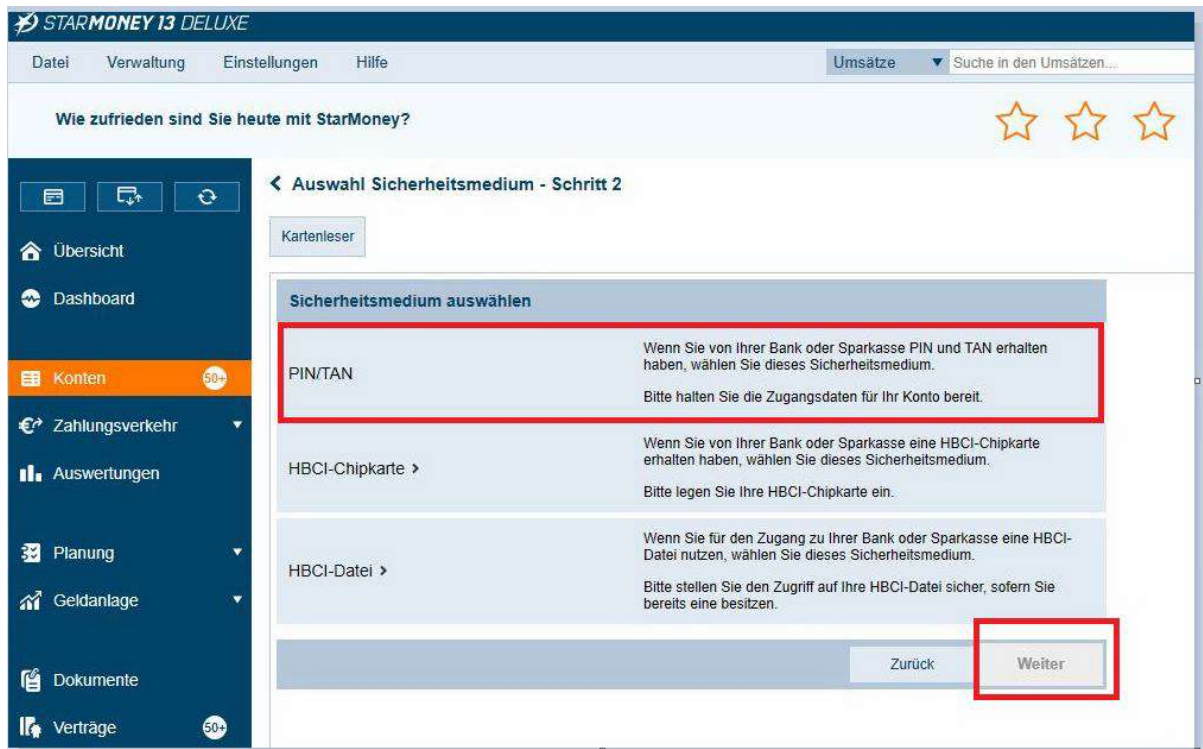 STARMONEY 13 DELUXE
Datei Verwaltung Einstellungen Hilfe Umsätze Suche in den Umsätzen...
Wie zufrieden sind Sie heute mit StarMoney?
Auswahl Sicherheitsmedium - Schritt 2
Kartenleser
Übersicht
Dashboard
Konten 50+
Zahlungsverkehr
Auswertungen
Planung
Geldanlage
Dokumente
Verträge 50+
Sicherheitsmedium auswählen
PIN/TAN
Wenn Sie von Ihrer Bank oder Sparkasse PIN und TAN erhalten
haben, wählen Sie dieses Sicherheitsmedium.
Bitte halten Sie die Zugangsdaten für Ihr Konto bereit.
HBCI-Chipkarte >
Wenn Sie von Ihrer Bank oder Sparkasse eine HBCI-Chipkarte
erhalten haben, wählen Sie dieses Sicherheitsmedium.
Bitte legen Sie Ihre HBCI-Chipkarte ein.
HBCI-Datei >
Wenn Sie für den Zugang zu Ihrer Bank oder Sparkasse eine HBCI-
Datei nutzen, wählen Sie dieses Sicherheitsmedium.
Bitte stellen Sie den Zugriff auf Ihre HBCI-Datei sicher, sofern Sie
bereits eine besitzen.
Zurück Weiter